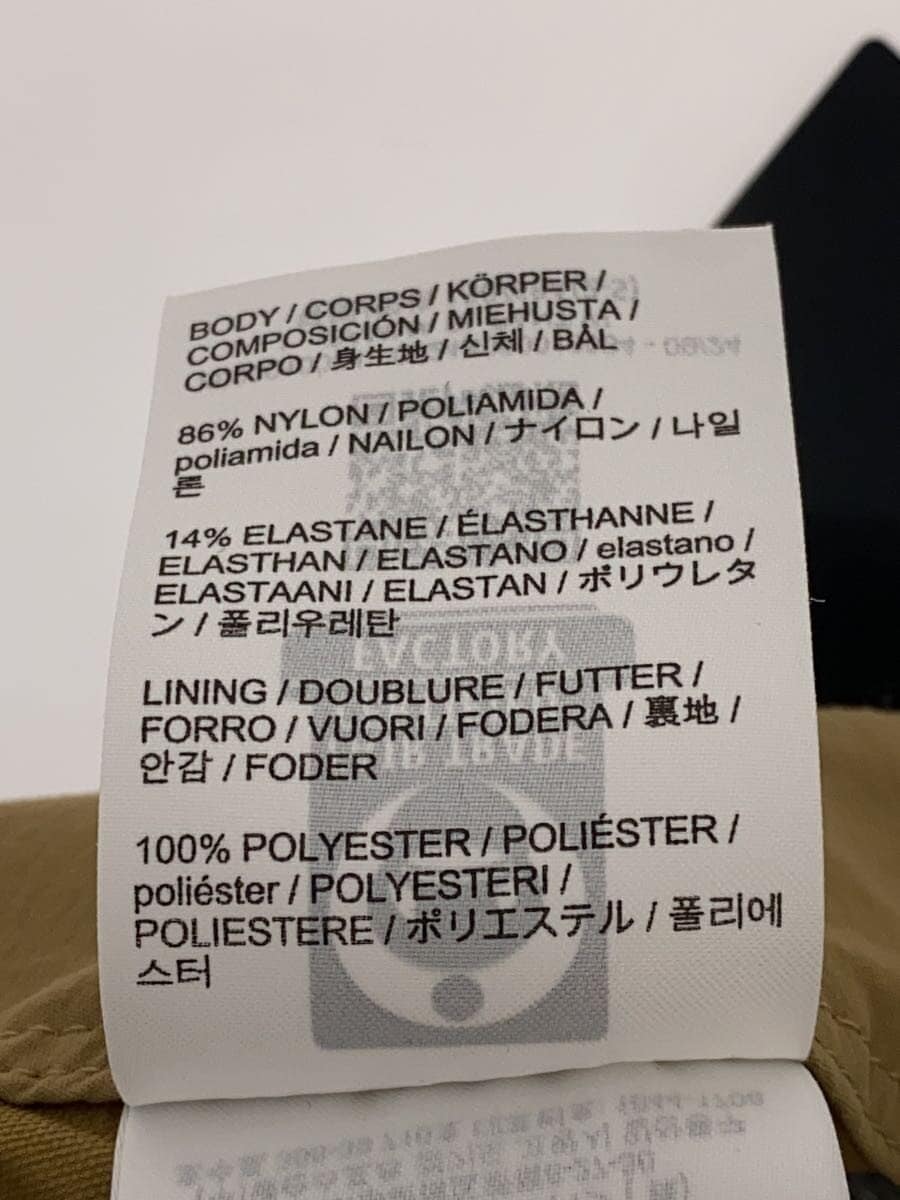 BODY / CORPS / KÖRPER /
COMPOSICIÓN / MIEHUSTA /
CORPO / 身生地 / 신체 / BÅL
86% NYLON / POLIAMIDA /
poliamida / NAILON / ナイロン / 나일
론
14% ELASTANE / ÉLASTHANNE /
ELASTHAN / ELASTANO / elastano /
ELASTAANI / ELASTAN / ポリウレタ
ン / 폴리우레탄
LINING / DOUBLURE / FUTTER /
FORRO / VUORI / FODERA / 裏地 /
안감 / FODER
100% POLYESTER / POLIÉSTER /
poliéster / POLYESTERI /
POLIESTERE / ポリエステル / 폴리에
스터
FACTORY